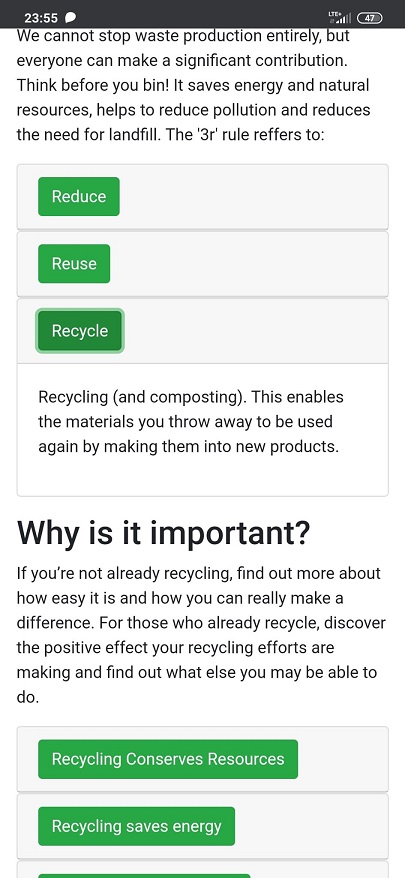 23:55
LTE+
47
We cannot stop waste production entirely, but
everyone can make a significant contribution.
Think before you bin! It saves energy and natural
resources, helps to reduce pollution and reduces
the need for landfill. The '3r' rule reffers to:
Reduce
Reuse
Recycle
Recycling (and composting). This enables
the materials you throw away to be used
again by making them into new products.
Why is it important?
If you’re not already recycling, find out more about
how easy it is and how you can really make a
difference. For those who already recycle, discover
the positive effect your recycling efforts are
making and find out what else you may be able to
do.
Recycling Conserves Resources
Recycling saves energy